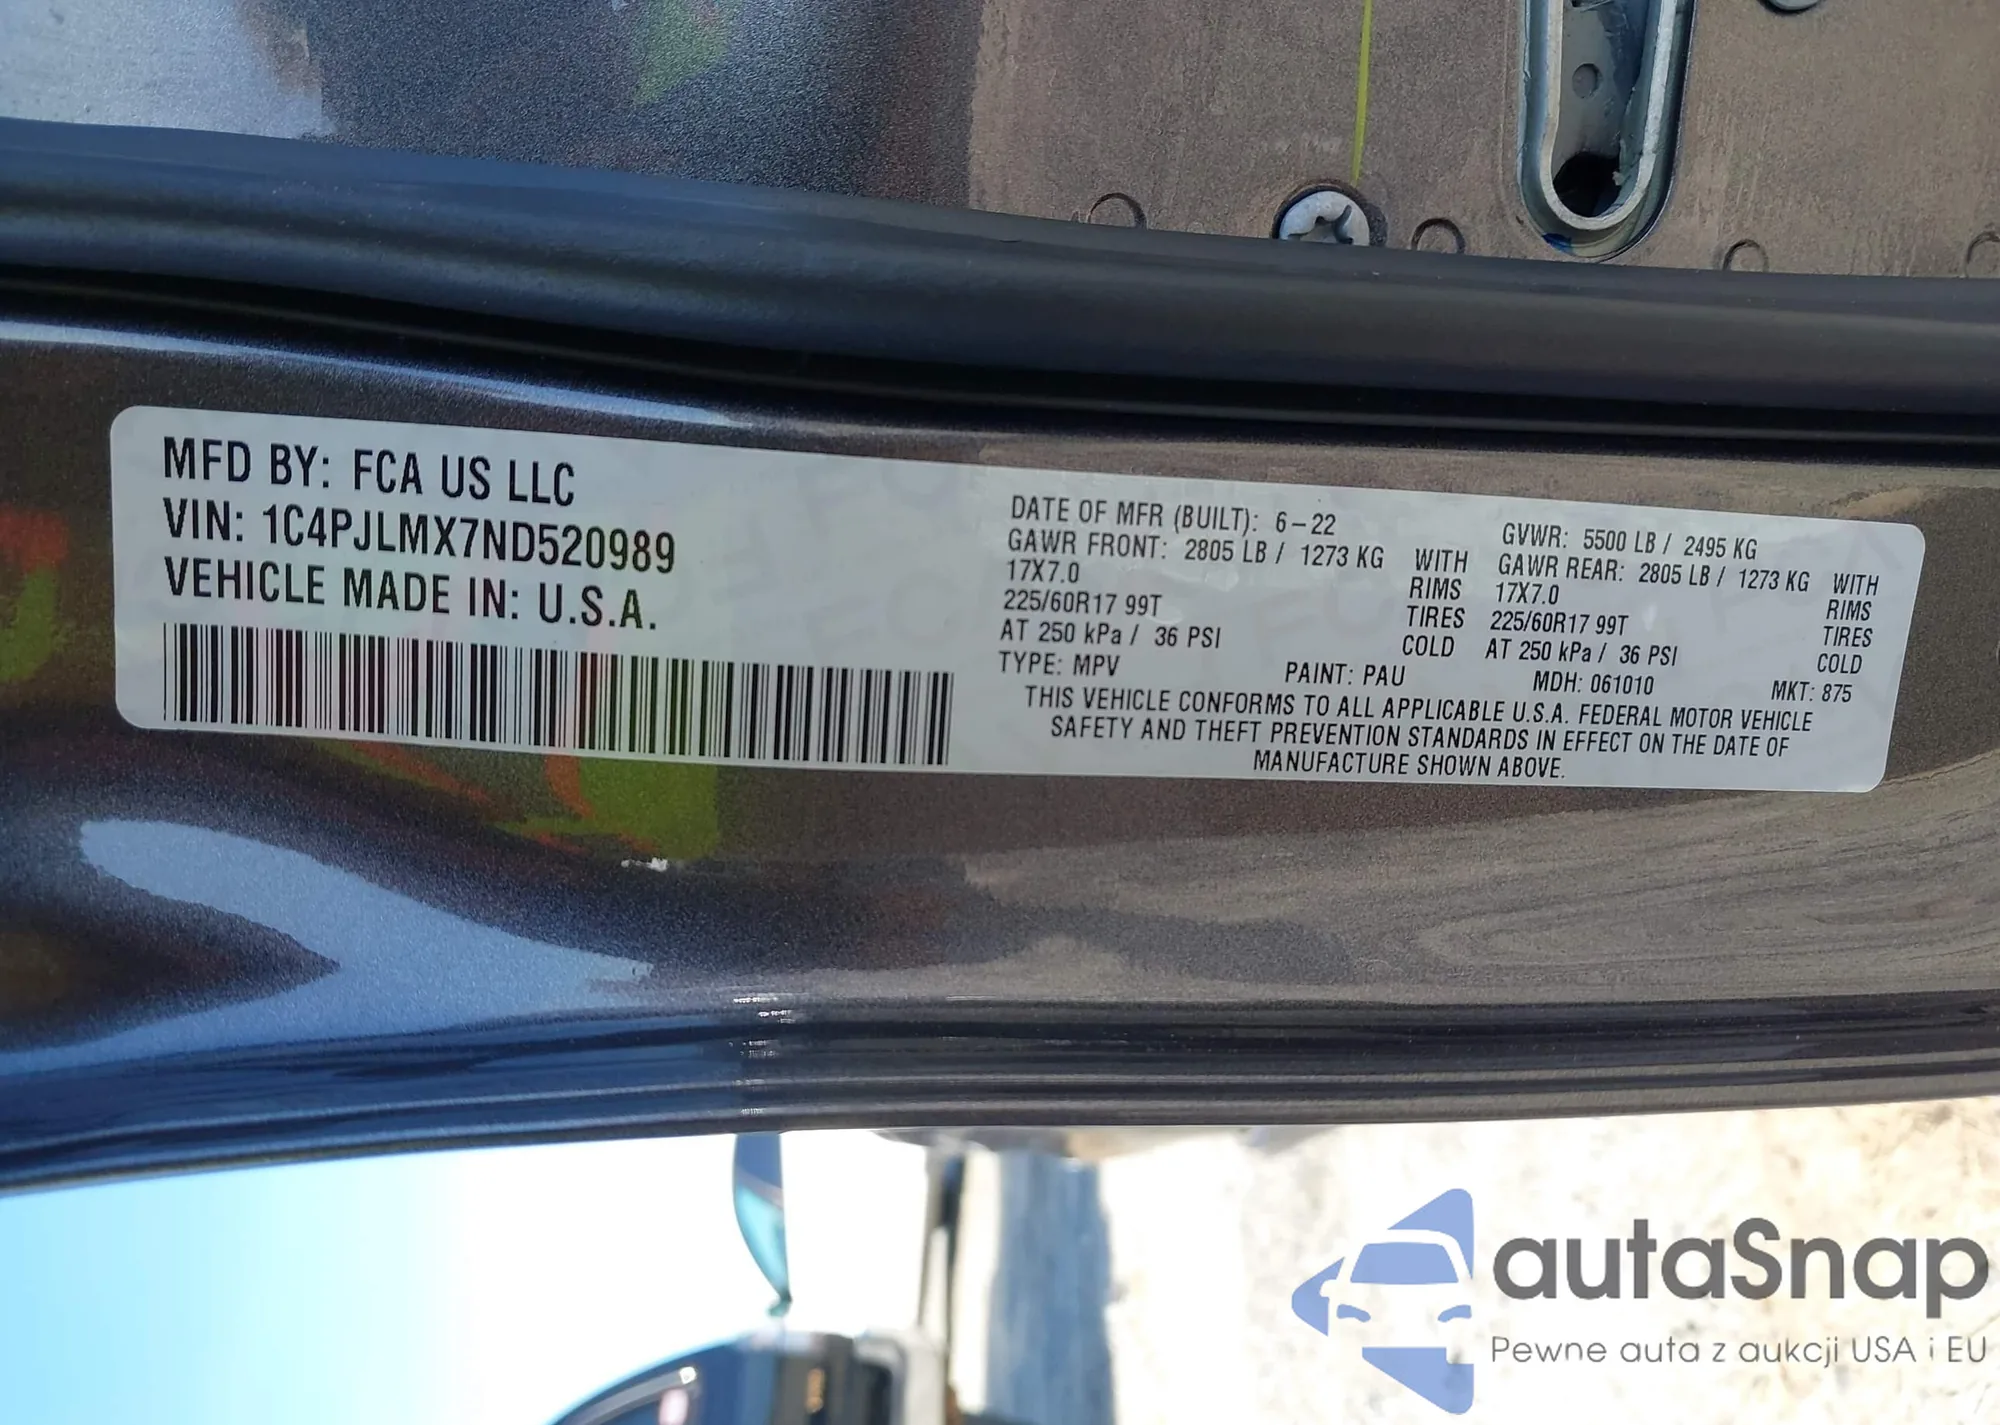 MFD BY: FCA US LLC
VIN: 1C4PJLMX7ND520989
VEHICLE MADE IN: U.S.A.
DATE OF MFR (BUILT): 6-22
GVWR: 5500 LB / 2495 KG
GAWR FRONT: 2805 LB / 1273 KG WITH
GAWR REAR: 2805 LB / 1273 KG WITH
17X7.0 RIMS
17X7.0 RIMS
225/60R17 99T TIRES
225/60R17 99T TIRES
AT 250 kPa / 36 PSI COLD
AT 250 kPa / 36 PSI COLD
TYPE: MPV PAINT: PAU MDH: 061010 MKT: 875
THIS VEHICLE CONFORMS TO ALL APPLICABLE U.S.A. FEDERAL MOTOR VEHICLE
SAFETY AND THEFT PREVENTION STANDARDS IN EFFECT ON THE DATE OF
MANUFACTURE SHOWN ABOVE.
autaSnap
Pewne auta z aukcji USA i EU